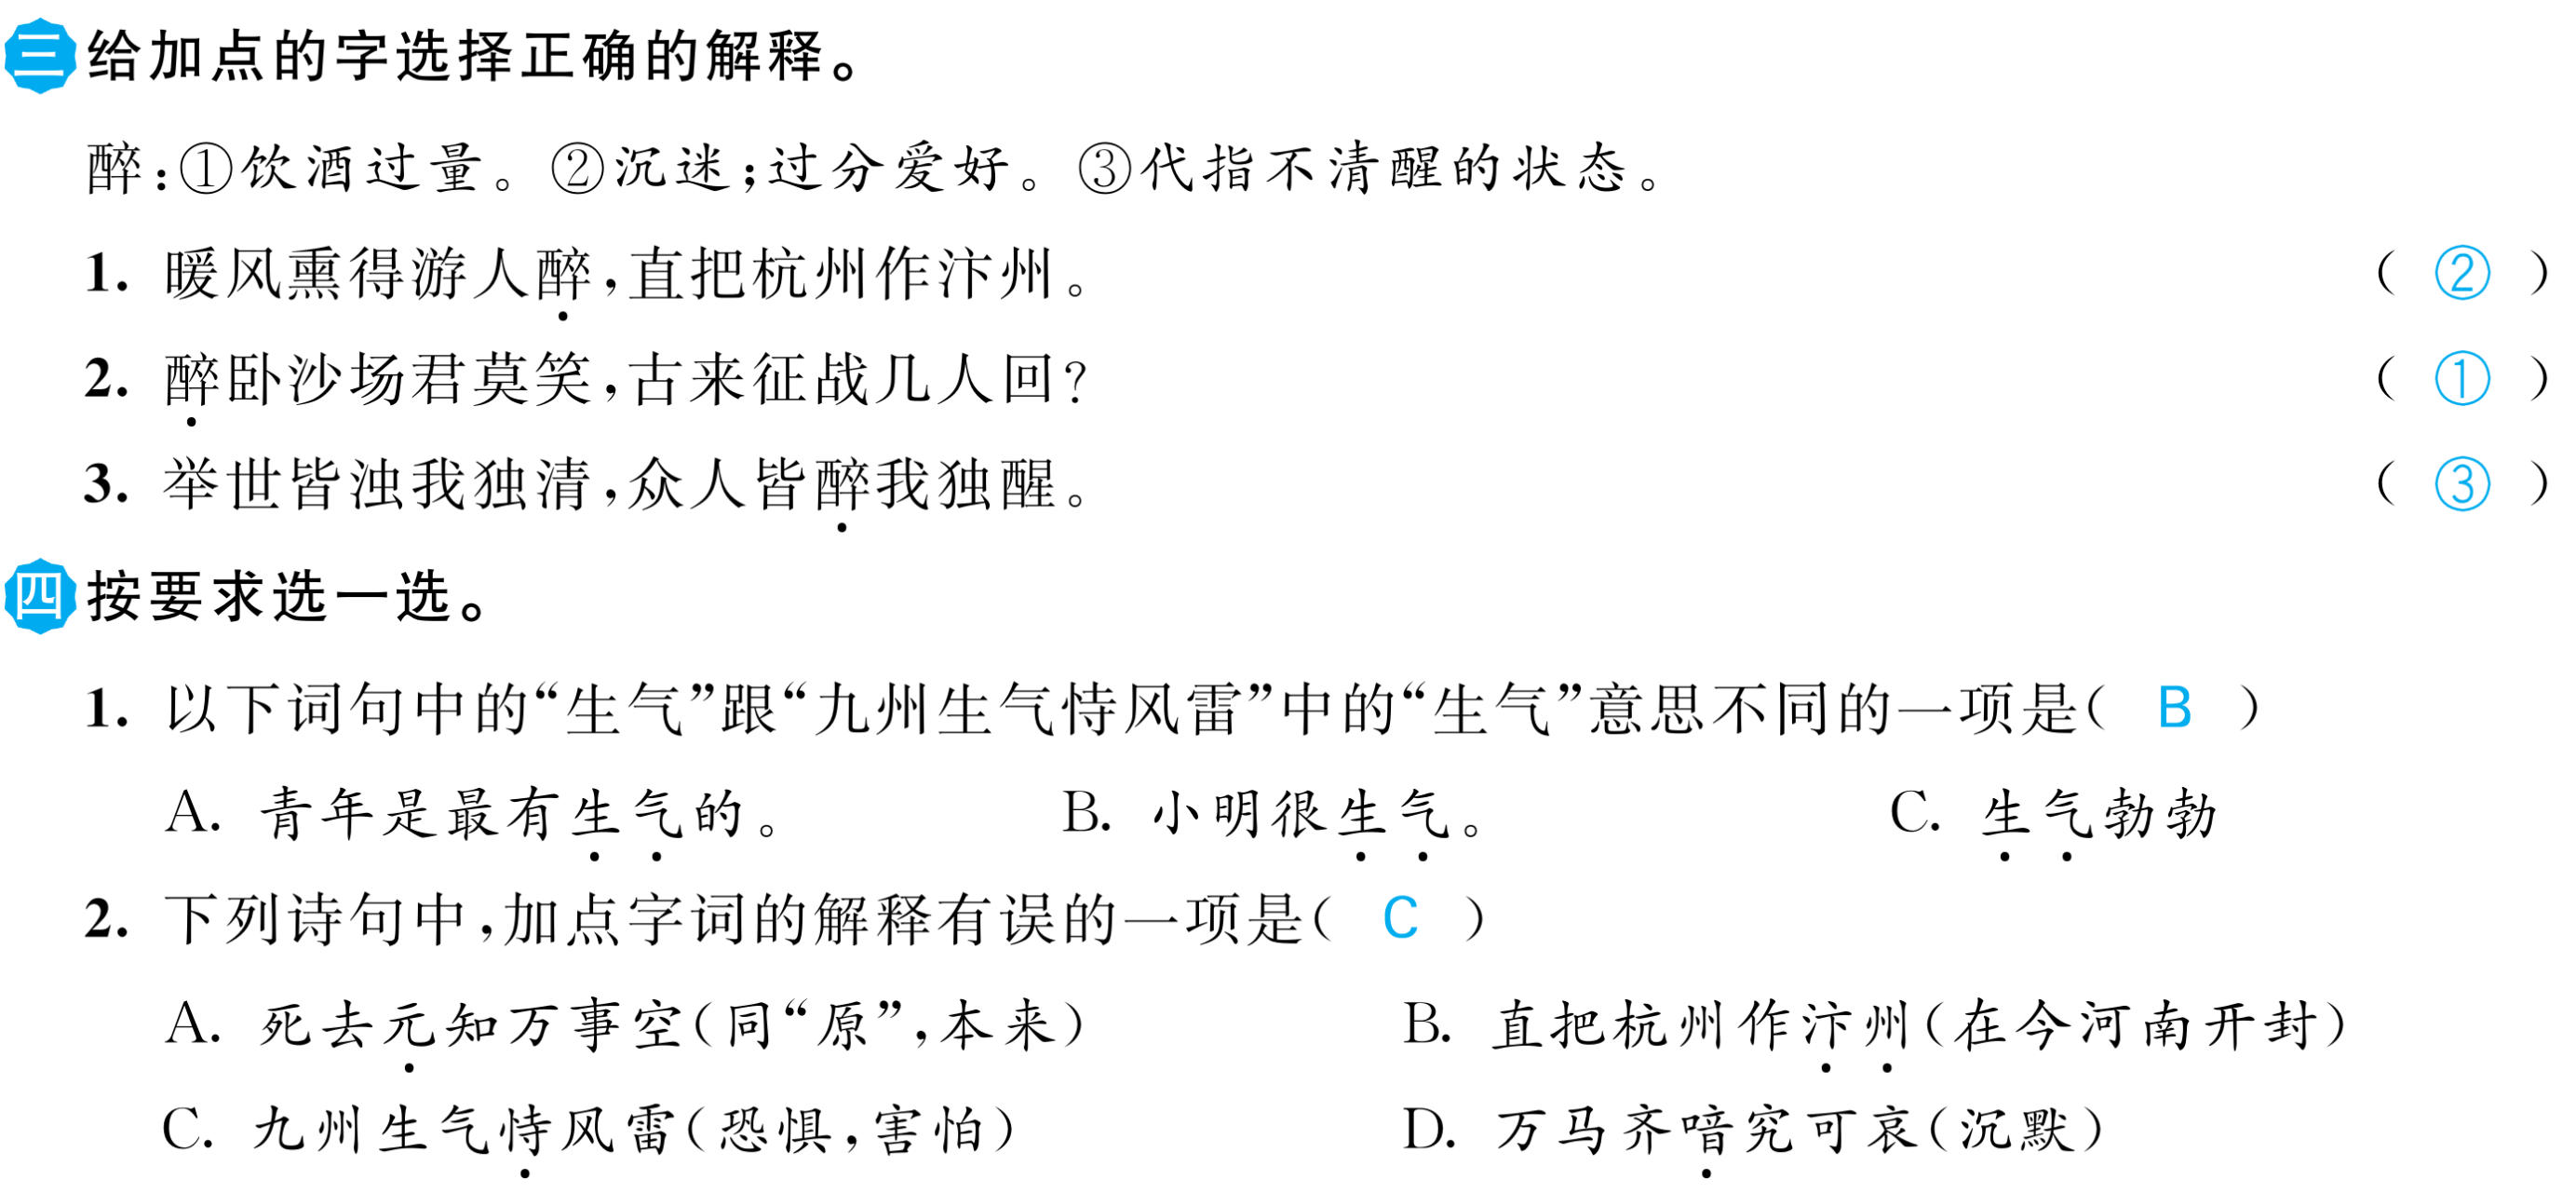 三 给加点的字选择正确的解释。
醉:①饮酒过量。②沉迷;过分爱好。③代指不清醒的状态。
1. 暖风熏得游人醉,直把杭州作汴州。 ( ② )
2. 醉卧沙场君莫笑,古来征战几人回? ( ① )
3. 举世皆浊我独清,众人皆醉我独醒。 ( ③ )
四 按要求选一选。
1. 以下词句中的“生气”跟“九州生气恃风雷”中的“生气”意思不同的一项是( B )
A. 青年是最有生气的。 B. 小明很生气。 C. 生气勃勃
2. 下列诗句中,加点字词的解释有误的一项是( C )
A. 死去元知万事空(同“原”,本来) B. 直把杭州作汴州(在今河南开封)
C. 九州生气恃风雷(恐惧,害怕) D. 万马齐喑究可哀(沉默)